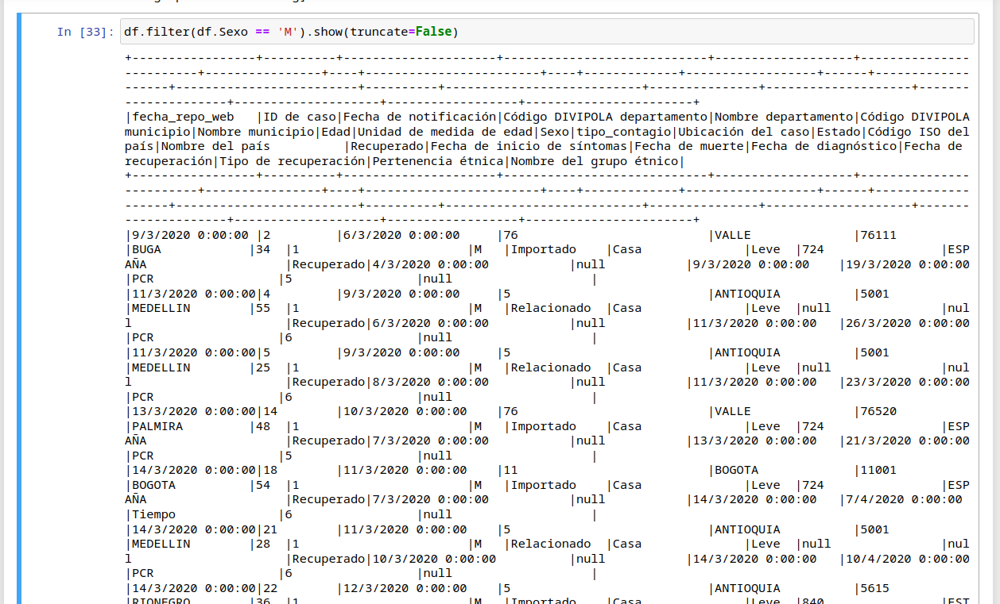 In [33]: df.filter(df.Sexo == 'M').show(truncate=False)
+-----------------+----------+---------------------+----------------------------+-------------------+---------------
----------+----------------+----+---------------------------+----+-------------+------------------+------+-------------
------+-------------------------+----------+---------------------------+---------------+--------------------+-------
--------------+--------------------+------------------+-----------------------+
|fecha_repo_web   |ID de caso|Fecha de notificación|Código DIVIPOLA departamento|Nombre departamento|Código DIVIPOLA
municipio|Nombre municipio|Edad|Unidad de medida de edad|Sexo|tipo_contagio|Ubicación del caso|Estado|Código ISO del
país|Nombre del país          |Recuperado|Fecha de inicio de síntomas|Fecha de muerte|Fecha de diagnóstico|Fecha de
recuperación|Tipo de recuperación|Pertenencia étnica|Nombre del grupo étnico|
+-----------------+----------+---------------------+----------------------------+-------------------+---------------
----------+----------------+----+---------------------------+----+-------------+------------------+------+-------------
------+-------------------------+----------+---------------------------+---------------+--------------------+-------
--------------+--------------------+------------------+-----------------------+
|9/3/2020 0:00:00 |2         |6/3/2020 0:00:00     |76                          |VALLE              |76111
|BUGA            |34  |1                       |M   |Importado    |Casa              |Leve  |724                |ESP
AÑA                      |Recuperado|4/3/2020 0:00:00           |null           |9/3/2020 0:00:00    |19/3/2020 0:00:00
|PCR                 |5                 |null                   |
|11/3/2020 0:00:00|4         |9/3/2020 0:00:00     |5                           |ANTIOQUIA          |5001
|MEDELLIN        |55  |1                       |M   |Relacionado  |Casa              |Leve  |null               |nul
l                      |Recuperado|6/3/2020 0:00:00           |null           |11/3/2020 0:00:00   |26/3/2020 0:00:00
|PCR                 |6                 |null                   |
|11/3/2020 0:00:00|5         |9/3/2020 0:00:00     |5                           |ANTIOQUIA          |5001
|MEDELLIN        |25  |1                       |M   |Relacionado  |Casa              |Leve  |null               |nul
l                      |Recuperado|8/3/2020 0:00:00           |null           |11/3/2020 0:00:00   |23/3/2020 0:00:00
|PCR                 |6                 |null                   |
|13/3/2020 0:00:00|14        |10/3/2020 0:00:00    |76                          |VALLE              |76520
|PALMIRA         |48  |1                       |M   |Importado    |Casa              |Leve  |724                |ESP
AÑA                      |Recuperado|7/3/2020 0:00:00           |null           |13/3/2020 0:00:00   |21/3/2020 0:00:00
|PCR                 |5                 |null                   |
|14/3/2020 0:00:00|18        |11/3/2020 0:00:00    |11                          |BOGOTA             |11001
|BOGOTA          |54  |1                       |M   |Importado    |Casa              |Leve  |724                |ESP
AÑA                      |Recuperado|7/3/2020 0:00:00           |null           |14/3/2020 0:00:00   |7/4/2020 0:00:00
|Tiempo              |6                 |null                   |
|14/3/2020 0:00:00|21        |11/3/2020 0:00:00    |5                           |ANTIOQUIA          |5001
|MEDELLIN        |28  |1                       |M   |Relacionado  |Casa              |Leve  |null               |nul
l                      |Recuperado|10/3/2020 0:00:00          |null           |14/3/2020 0:00:00   |10/4/2020 0:00:00
|PCR                 |6                 |null                   |
|14/3/2020 0:00:00|22        |12/3/2020 0:00:00    |5                           |ANTIOQUIA          |5615
|RIONEGRO        |36  |1                       |M   |Importado    |Casa              |Leve  |840                |EST